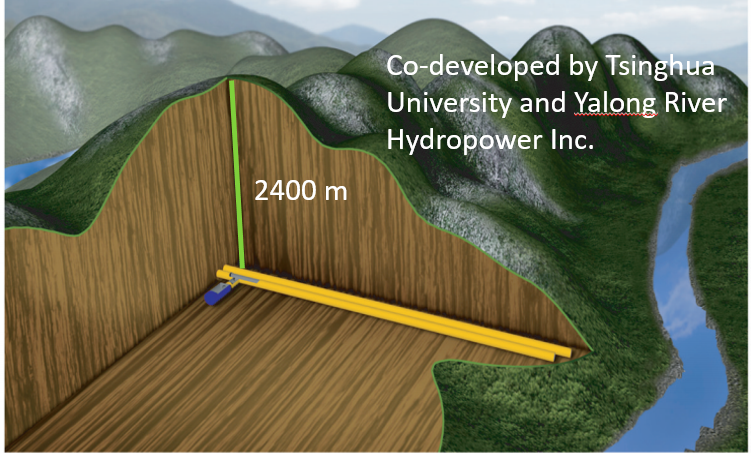 Co-developed by Tsinghua
University and Yalong River
Hydropower Inc.
2400 m